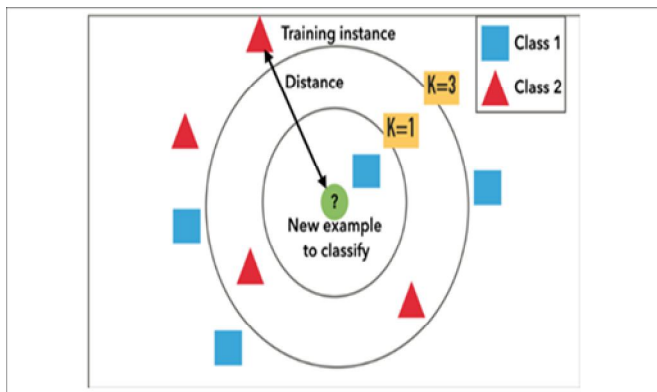 Training instance
Class 1
Class 2
Distance
K=3
K=1
?
New example
to classify